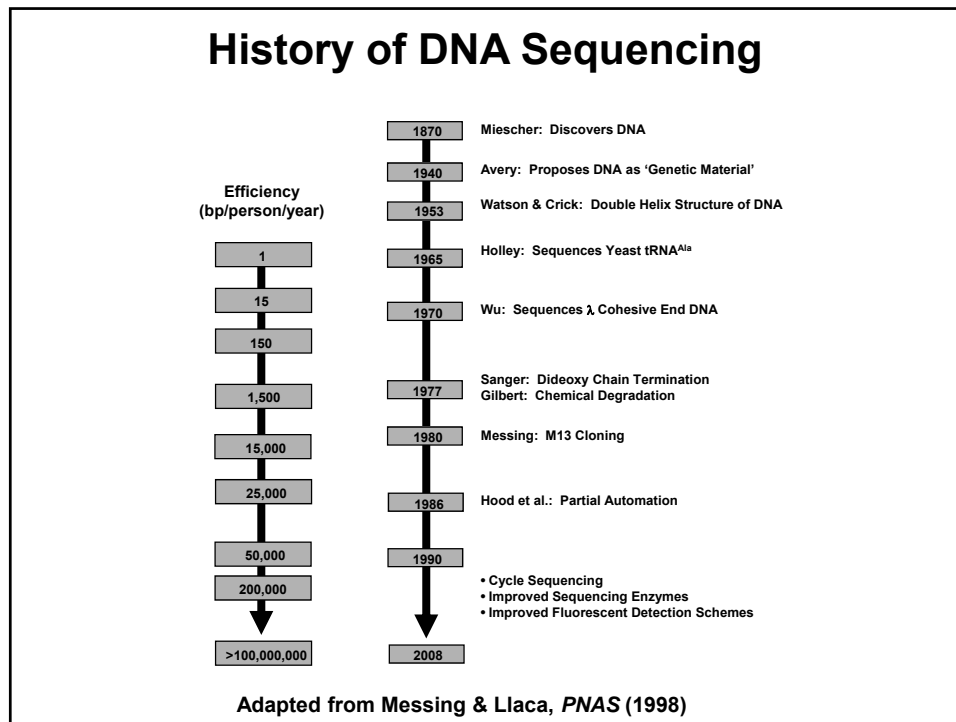 History of DNA Sequencing
Efficiency
(bp/person/year)
1
15
150
1,500
15,000
25,000
50,000
200,000
>100,000,000
1870
Miescher: Discovers DNA
1940
Avery: Proposes DNA as ‘Genetic Material’
1953
Watson & Crick: Double Helix Structure of DNA
1965
Holley: Sequences Yeast tRNAAla
1970
Wu: Sequences λ Cohesive End DNA
1977
Sanger: Dideoxy Chain Termination
Gilbert: Chemical Degradation
1980
Messing: M13 Cloning
1986
Hood et al.: Partial Automation
1990
• Cycle Sequencing
• Improved Sequencing Enzymes
• Improved Fluorescent Detection Schemes
2008
Adapted from Messing & Llaca, PNAS (1998)